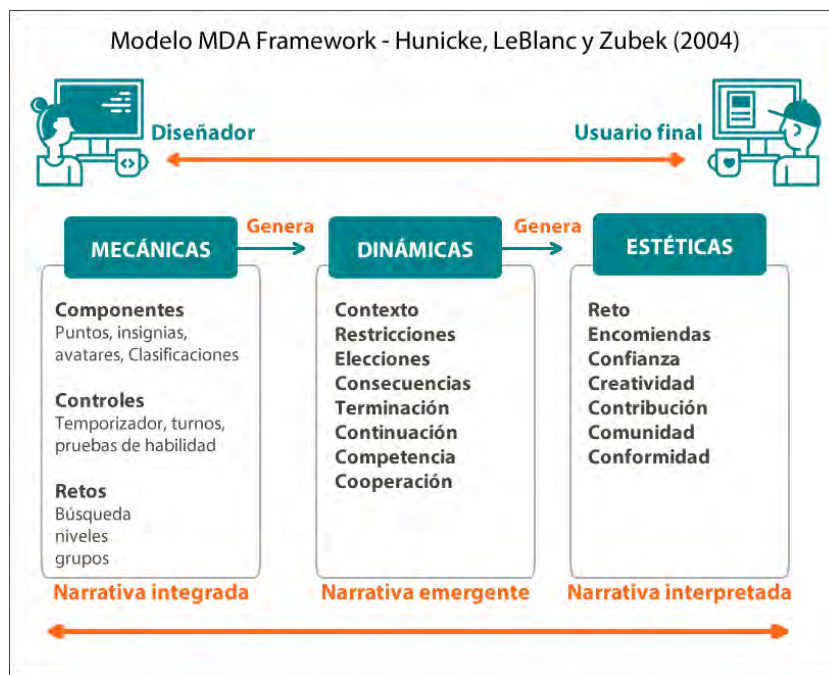 Modelo MDA Framework - Hunicke, LeBlanc y Zubek (2004)
Diseñador
Usuario final
Genera
Genera
MECÁNICAS
DINÁMICAS
ESTÉTICAS
Componentes
Puntos, insignias,
avatares, Clasificaciones
Controles
Temporizador, turnos,
pruebas de habilidad
Retos
Búsqueda
niveles
grupos
Contexto
Restricciones
Elecciones
Consecuencias
Terminación
Continuación
Competencia
Cooperación
Reto
Encomiendas
Confianza
Creatividad
Contribución
Comunidad
Conformidad
Narrativa integrada
Narrativa emergente
Narrativa interpretada